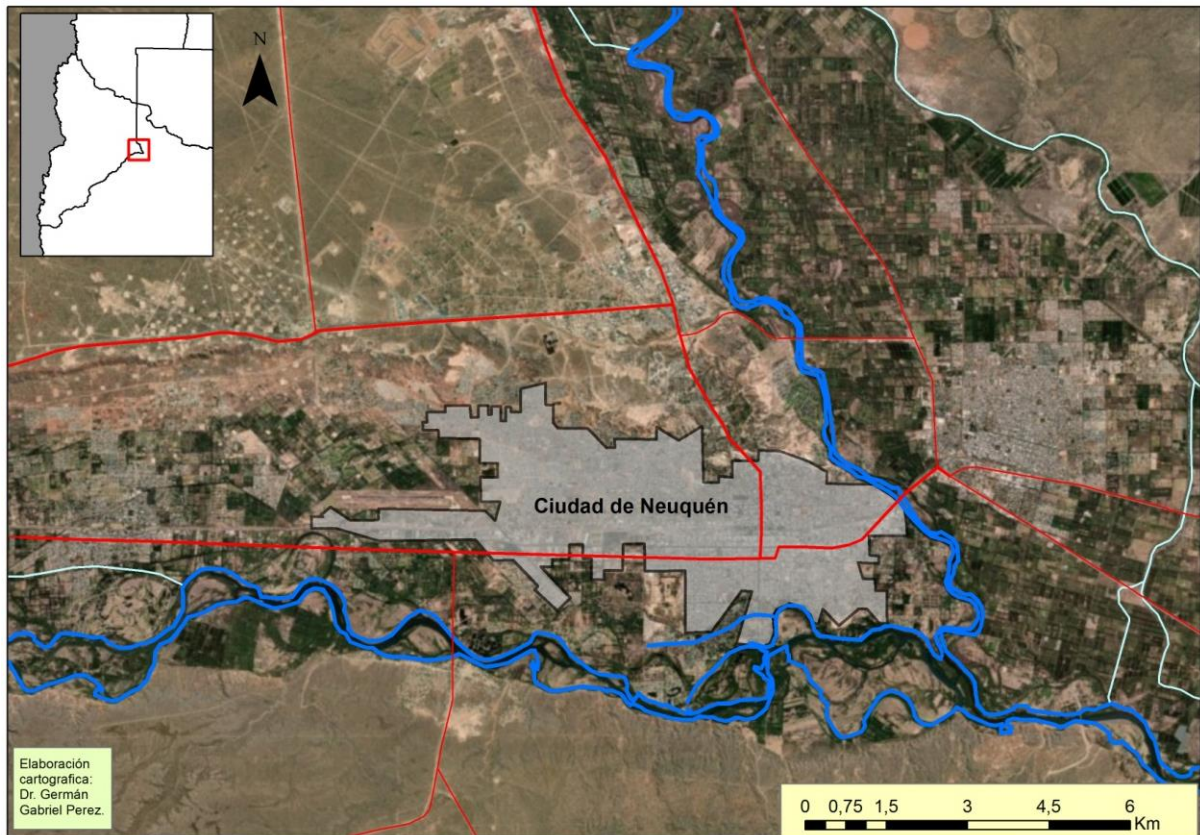 N
Ciudad de Neuquén
Elaboración
cartografica:
Dr. Germán
Gabriel Perez.
0 0,75 1,5 3 4,5 6
Km